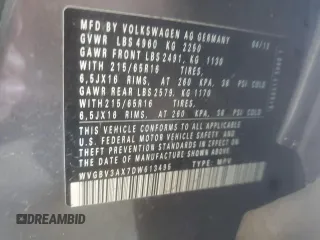 MFD BY VOLKSWAGEN AG GERMANY
GVWR LBS 4960 KG 2250
GAWR FRONT LBS 2491, KG 1130
WITH 215/65R16 TIRES,
6,5JX16 RIMS, AT 260 KPA, 38 PSI COLD
GAWR REAR LBS 2579, KG 1170
WITH 215/65R16 TIRES,
6,5JX16 RIMS, AT 260 KPA, 38 PSI COLD
THIS VEHICLE CONFORMS TO ALL APPLICABLE
U.S. FEDERAL MOTOR VEHICLE SAFETY
STANDARDS IN EFFECT ON THE DATE OF
MANUFACTURE SHOWN ABOVE.
TYPE: MPV
DREAMBID